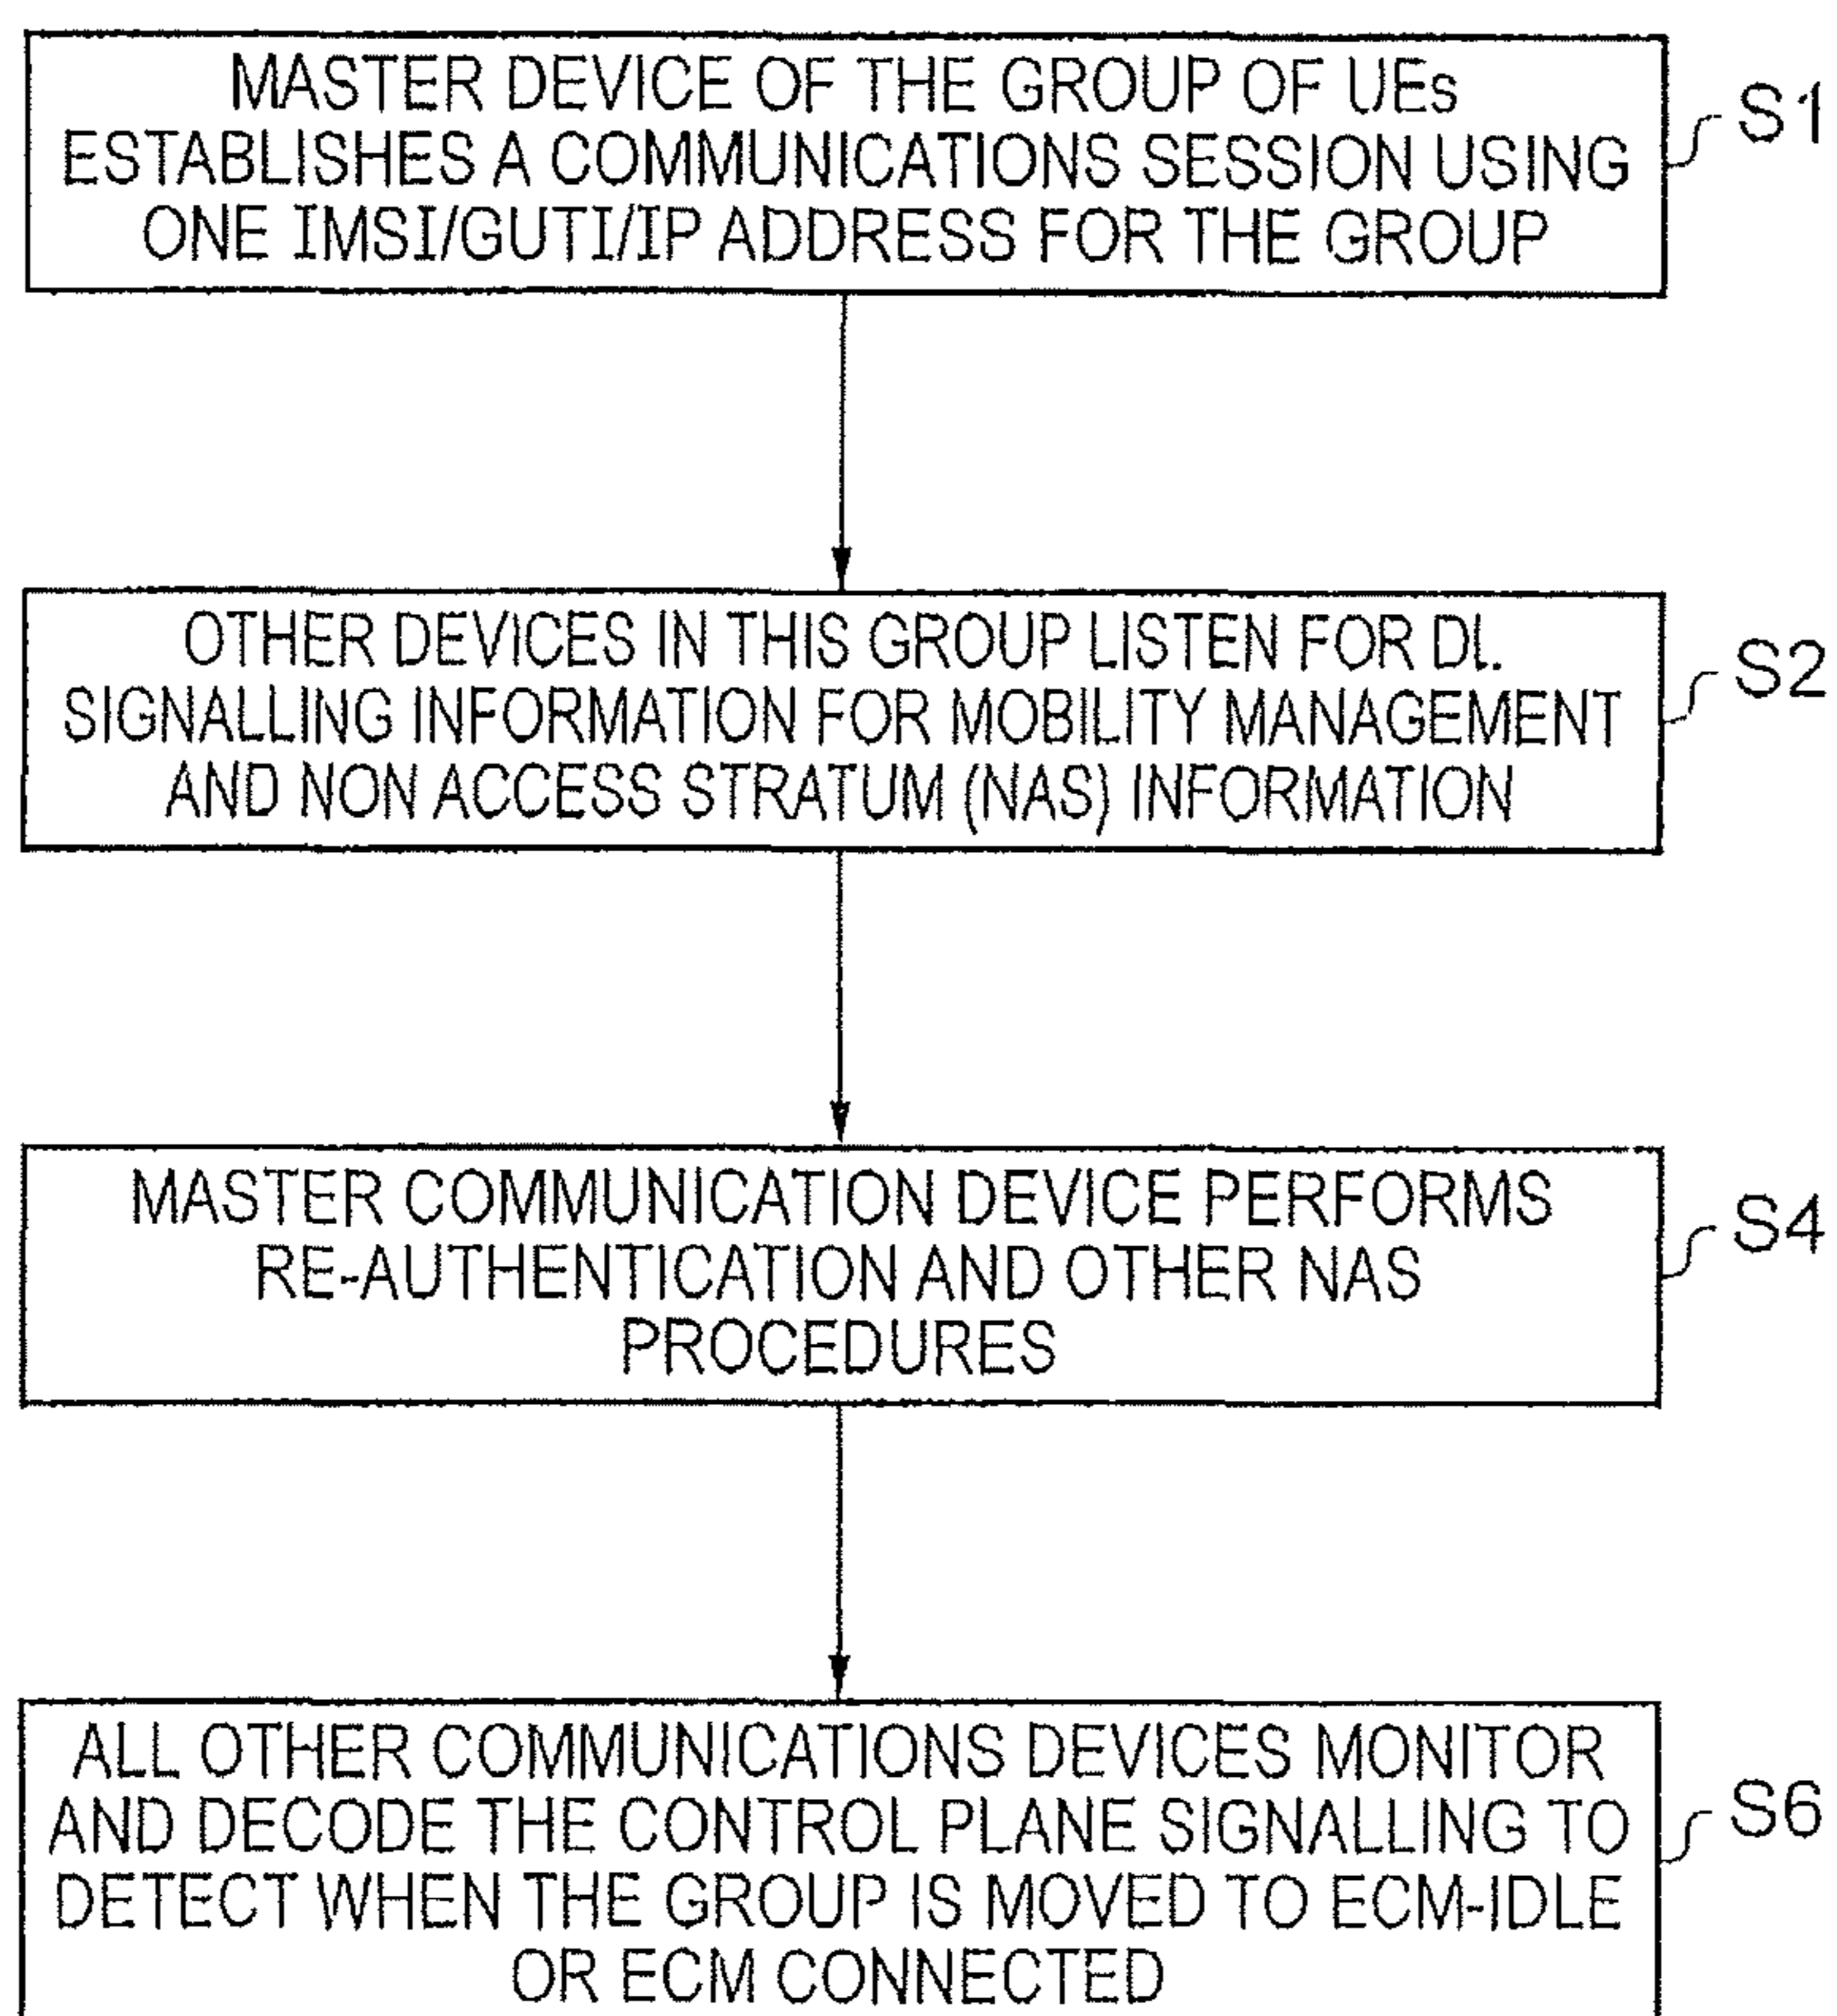 MASTER DEVICE OF THE GROUP OF UEs
ESTABLISHES A COMMUNICATIONS SESSION USING
ONE IMSI/GUTI/IP ADDRESS FOR THE GROUP
S1
OTHER DEVICES IN THIS GROUP LISTEN FOR DL
SIGNALLING INFORMATION FOR MOBILITY MANAGEMENT
AND NON ACCESS STRATUM (NAS) INFORMATION
S2
MASTER COMMUNICATION DEVICE PERFORMS
RE-AUTHENTICATION AND OTHER NAS
PROCEDURES
S4
ALL OTHER COMMUNICATIONS DEVICES MONITOR
AND DECODE THE CONTROL PLANE SIGNALLING TO
DETECT WHEN THE GROUP IS MOVED TO ECM-IDLE
OR ECM CONNECTED
S6